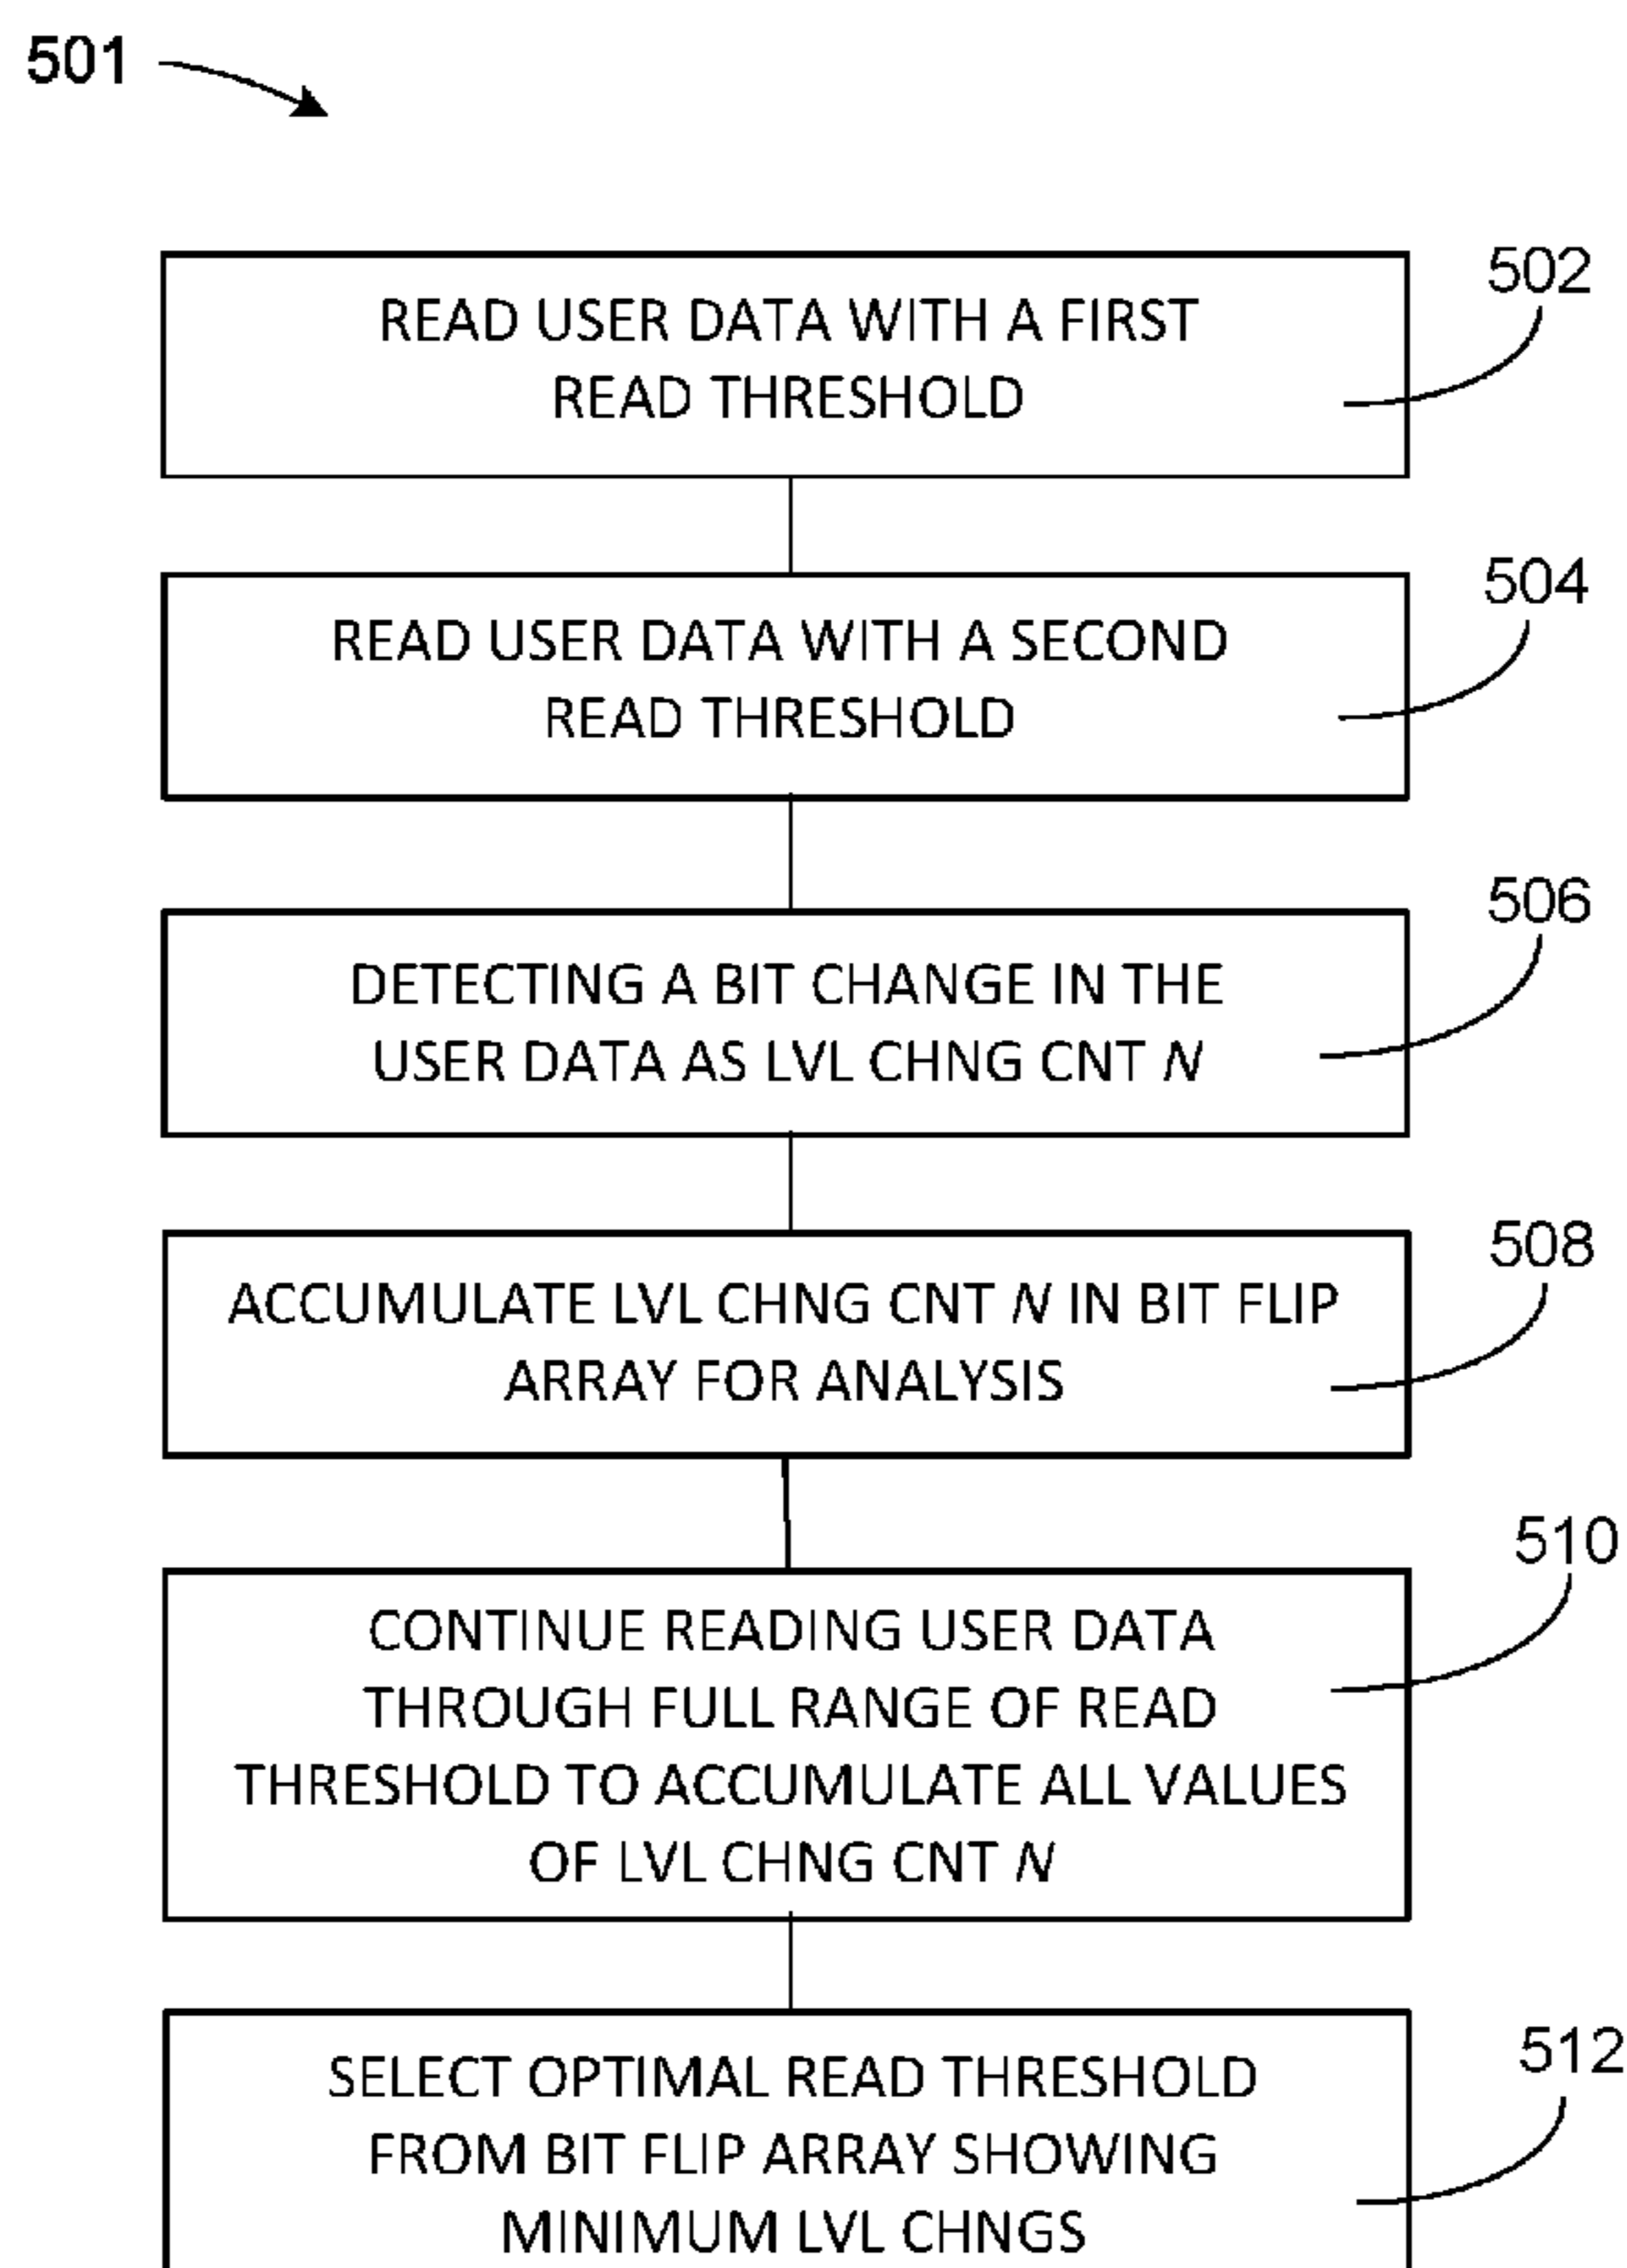 501
502
READ USER DATA WITH A FIRST
READ THRESHOLD
504
READ USER DATA WITH A SECOND
READ THRESHOLD
506
DETECTING A BIT CHANGE IN THE
USER DATA AS LVL CHNG CNT N
508
ACCUMULATE LVL CHNG CNT N IN BIT FLIP
ARRAY FOR ANALYSIS
510
CONTINUE READING USER DATA
THROUGH FULL RANGE OF READ
THRESHOLD TO ACCUMULATE ALL VALUES
OF LVL CHNG CNT N
512
SELECT OPTIMAL READ THRESHOLD
FROM BIT FLIP ARRAY SHOWING
MINIMUM LVL CHNGS